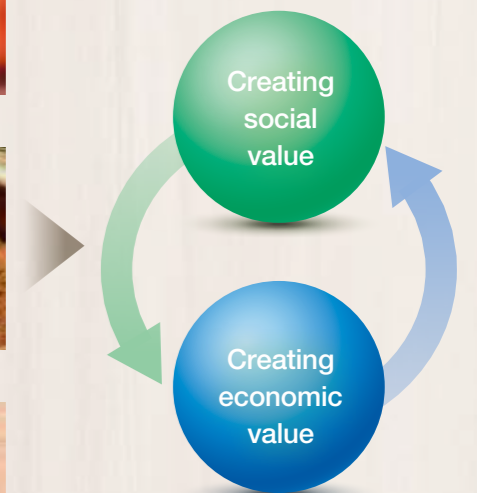 Creating
social
value
Creating
economic
value